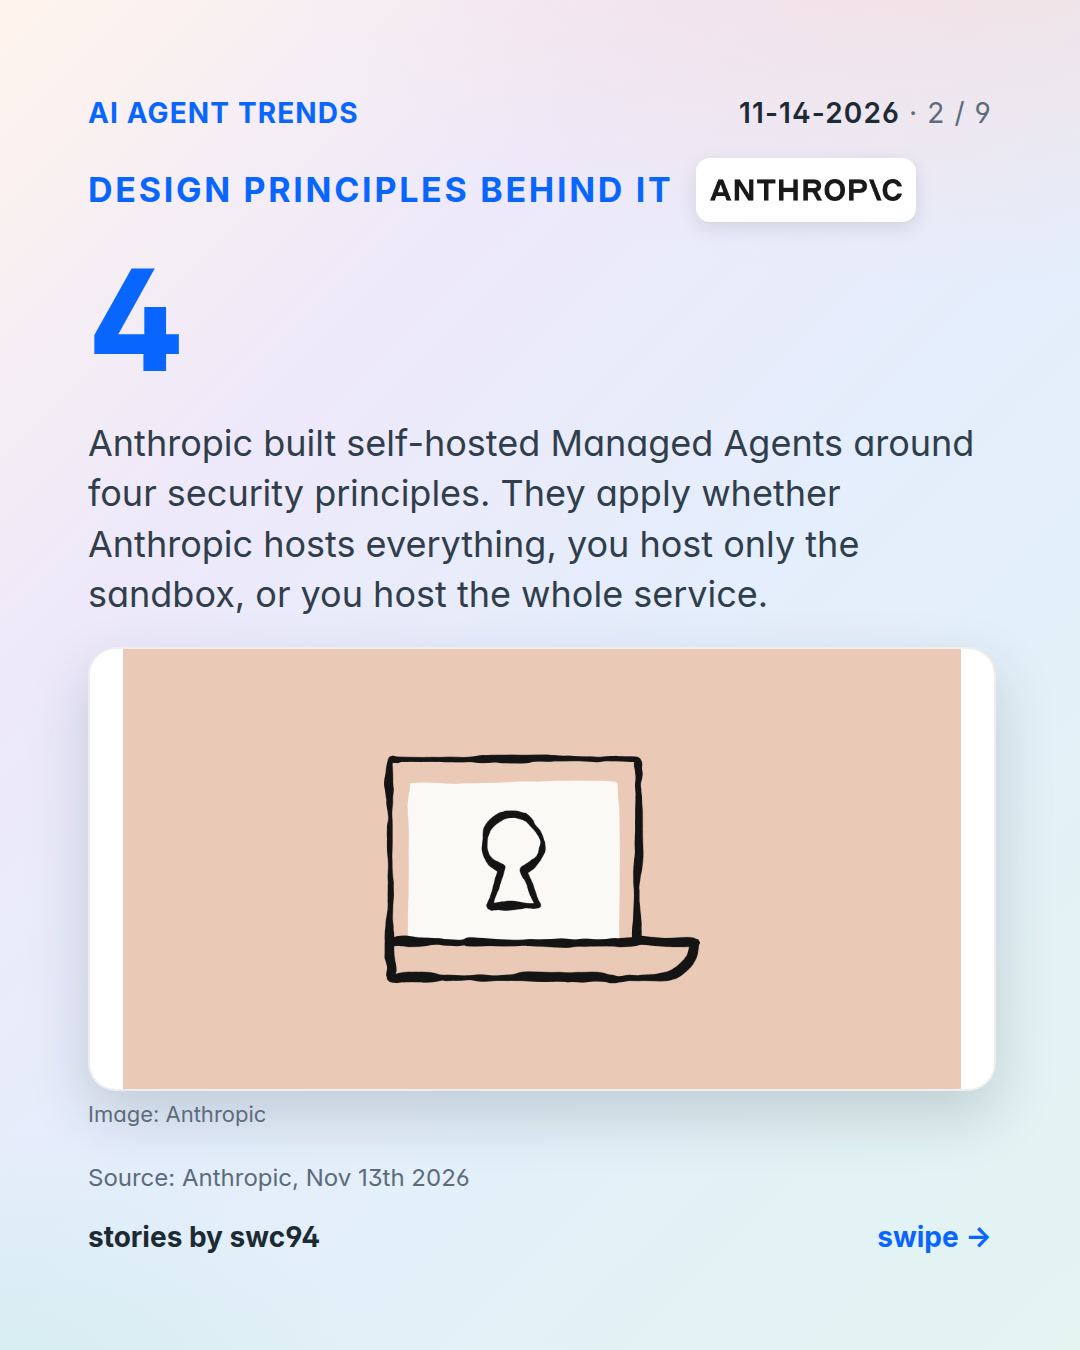 AI AGENT TRENDS
11-14-2026 · 2 / 9
DESIGN PRINCIPLES BEHIND IT
ANTHROP\C
4
Anthropic built self-hosted Managed Agents around
four security principles. They apply whether
Anthropic hosts everything, you host only the
sandbox, or you host the whole service.
Image: Anthropic
Source: Anthropic, Nov 13th 2026
stories by swc94
swipe →